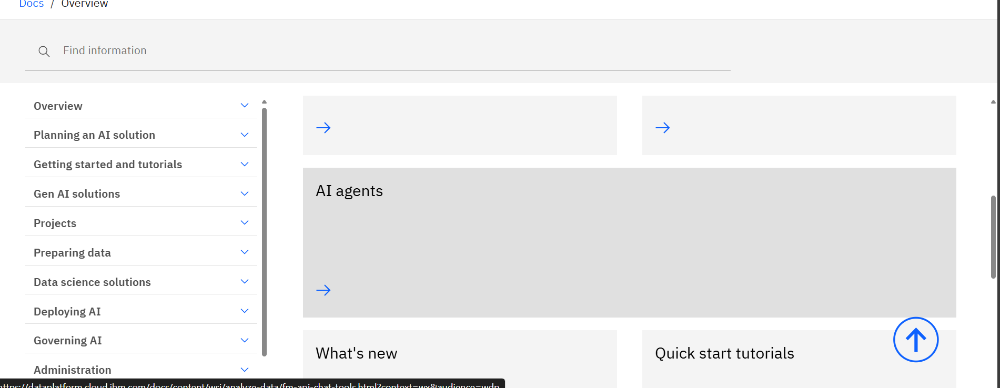 Docs / Overview
Find information
Overview
Planning an AI solution
Getting started and tutorials
Gen AI solutions
Projects
Preparing data
Data science solutions
Deploying AI
Governing AI
Administration
AI agents
What's new
Quick start tutorials
https://dataplatform.cloud.ibm.com/docs/content/wsj/analyze-data/fm-api-chat-tools.html?context=wx&audience=wdp